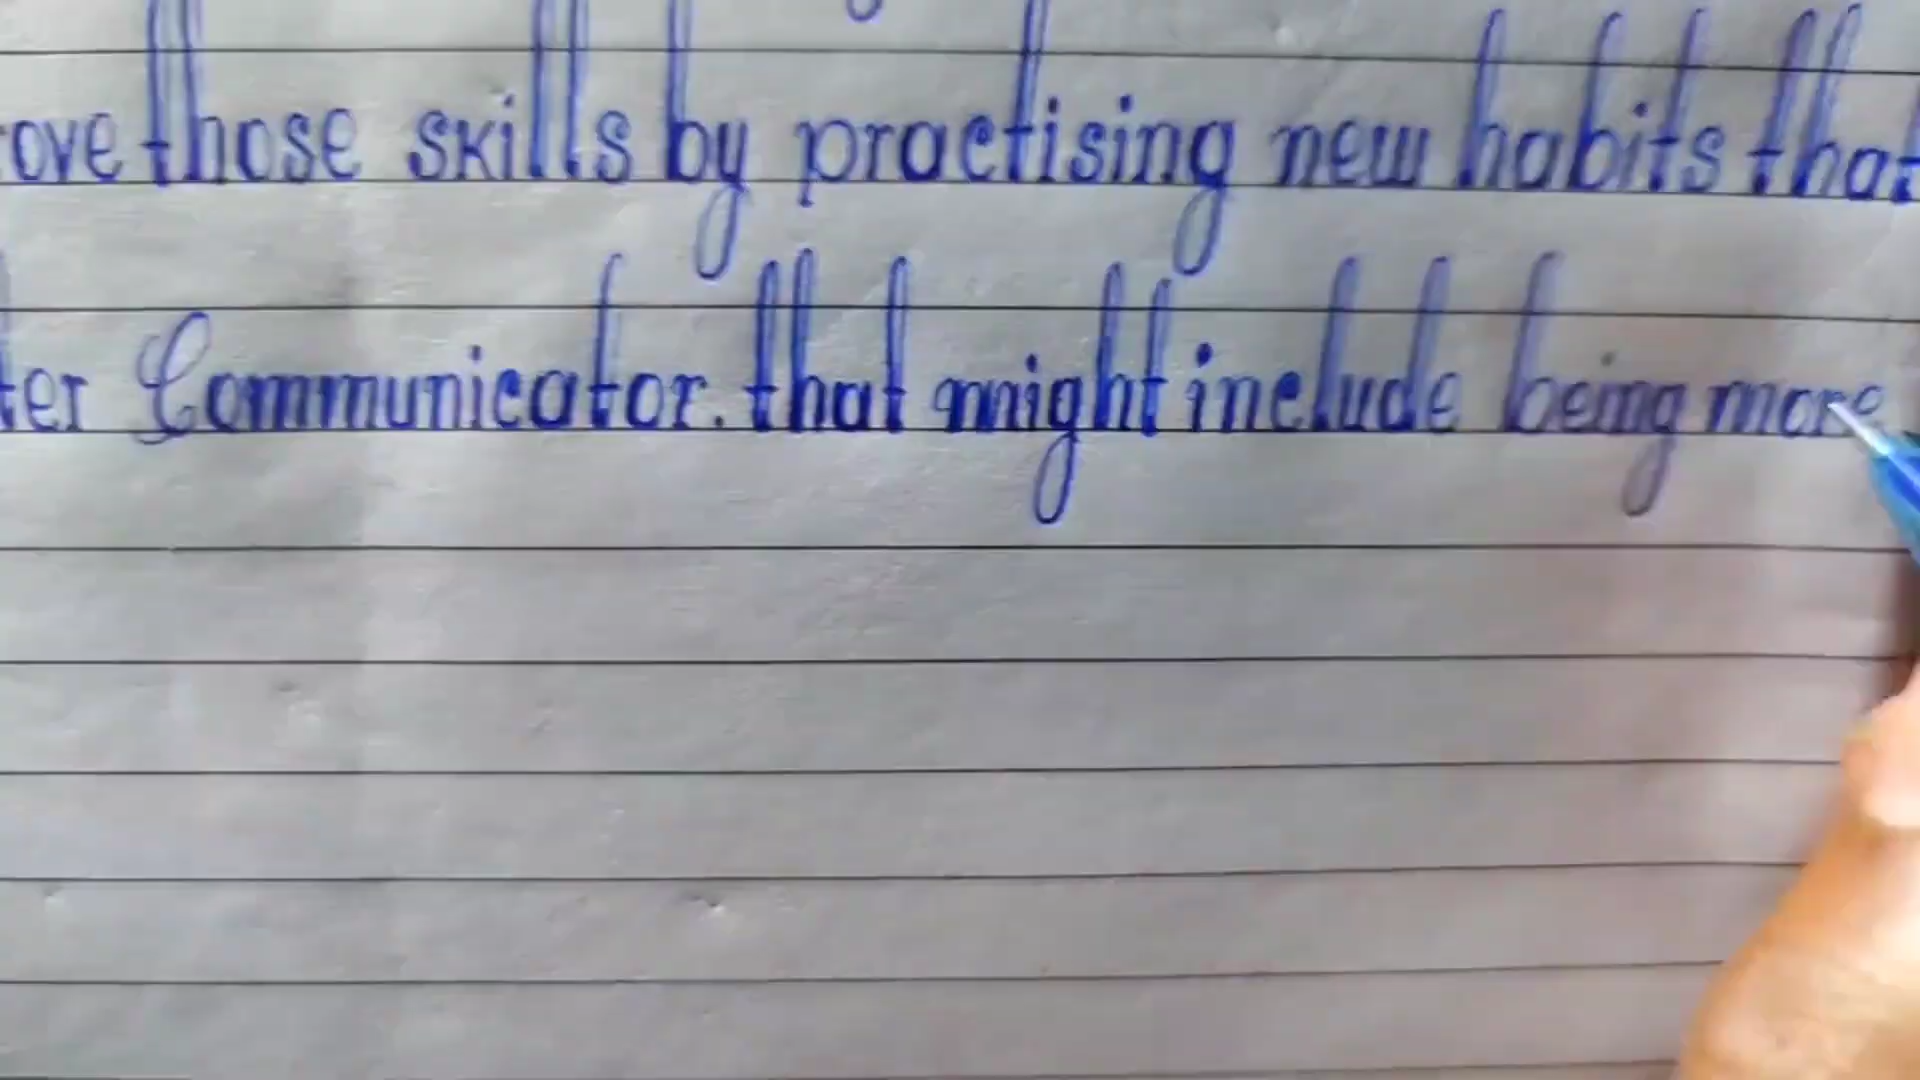 ove those skills by practising new habits that
ter Communicator. that might include being more